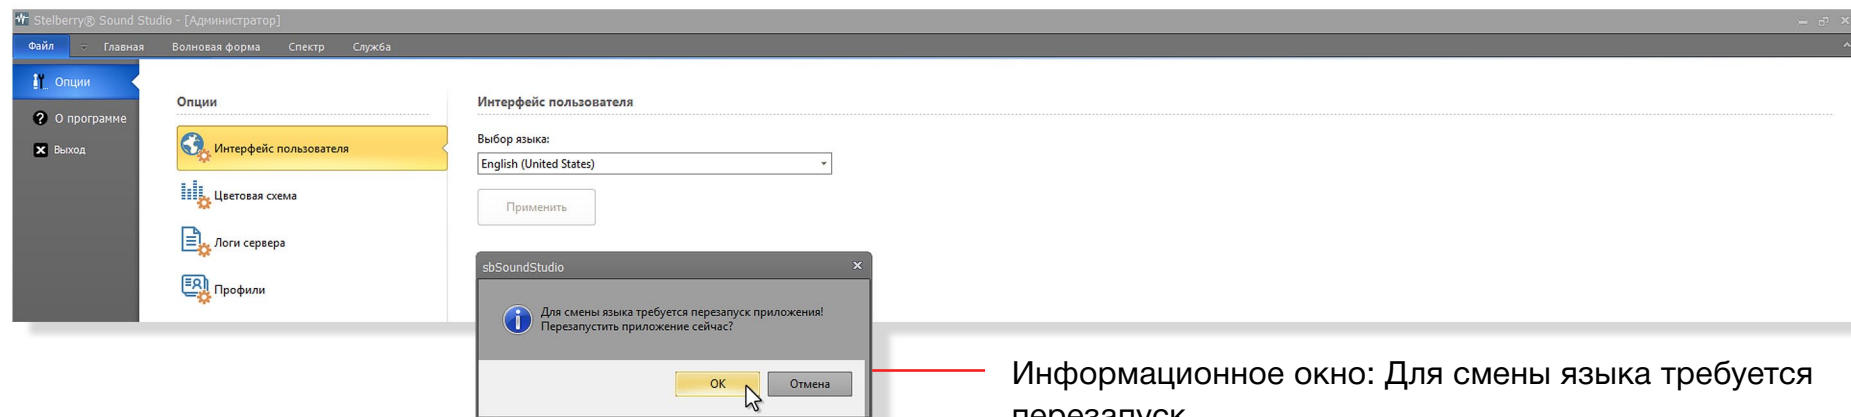 Stelberry® Sound Studio - [Администратор]
Файл Главная Волновая форма Спектр Служба
Опции
О программе
Выход
Опции
Интерфейс пользователя
Цветовая схема
Логи сервера
Профили
Интерфейс пользователя
Выбор языка:
English (United States)
Применить
sbSoundStudio
Для смены языка требуется перезапуск приложения!
Перезапустить приложение сейчас?
OK Отмена
Информационное окно: Для смены языка требуется
перезапуск